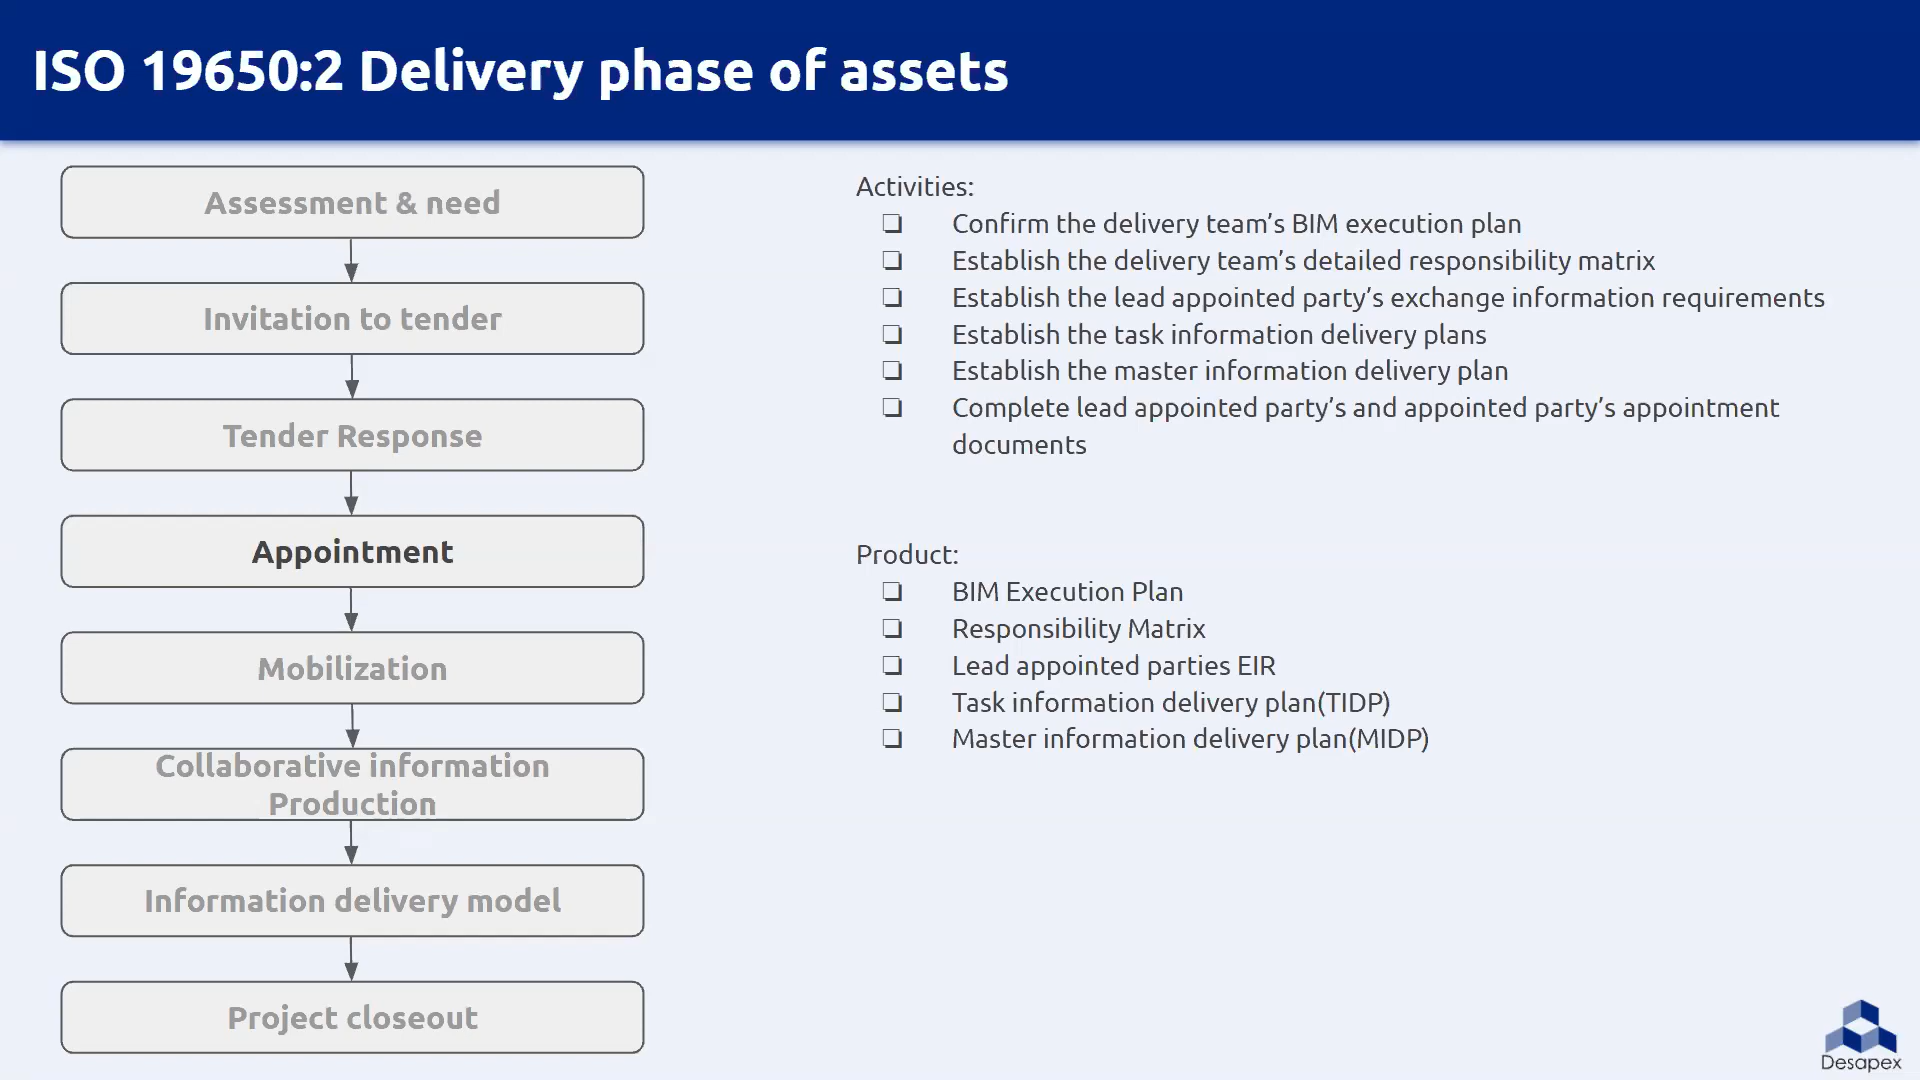 ISO 19650:2 Delivery phase of assets
Assessment & need
Invitation to tender
Tender Response
Appointment
Mobilization
Collaborative information
Production
Information delivery model
Project closeout
Activities:
Confirm the delivery team’s BIM execution plan
Establish the delivery team’s detailed responsibility matrix
Establish the lead appointed party’s exchange information requirements
Establish the task information delivery plans
Establish the master information delivery plan
Complete lead appointed party’s and appointed party’s appointment
documents
Product:
BIM Execution Plan
Responsibility Matrix
Lead appointed parties EIR
Task information delivery plan(TIDP)
Master information delivery plan(MIDP)
Desapex